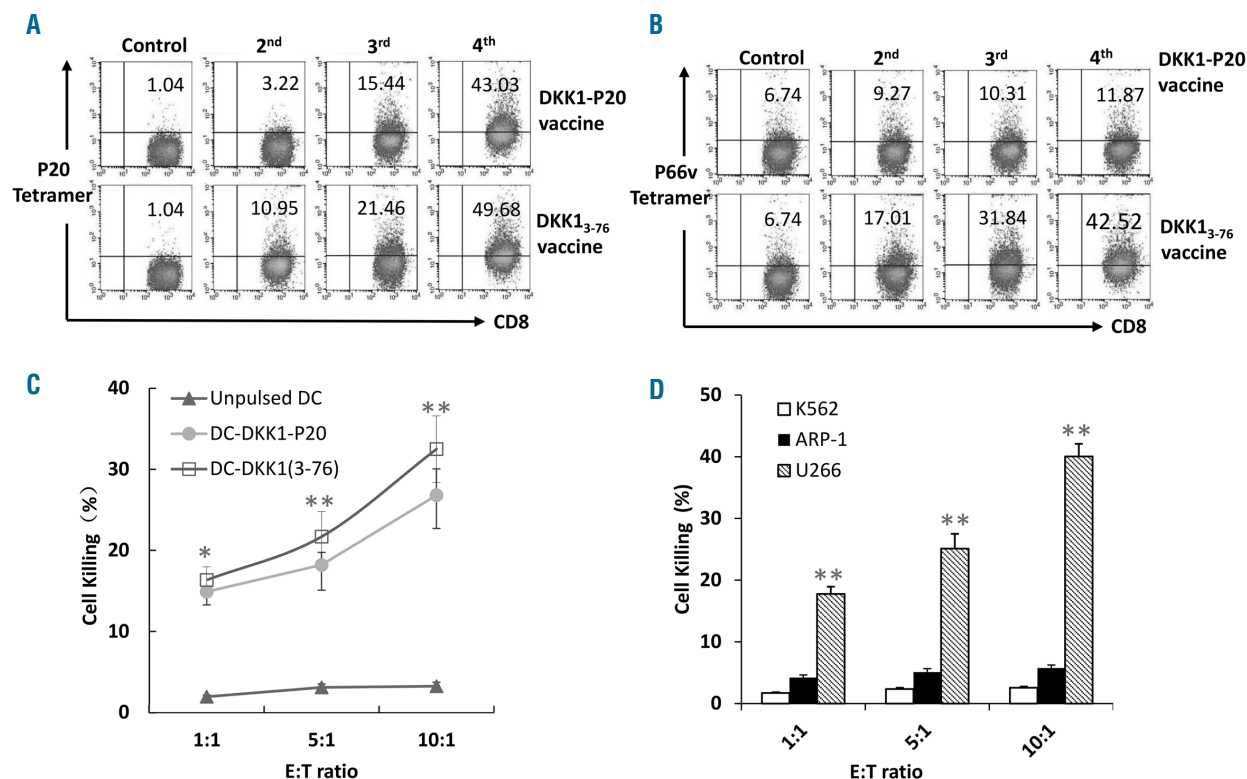 A
Control 2nd 3rd 4th
1.04 3.22 15.44 43.03
DKK1-P20
vaccine
P20
Tetramer
1.04 10.95 21.46 49.68
DKK13-76
vaccine
CD8
B
Control 2nd 3rd 4th
DKK1-P20
vaccine
6.74 9.27 10.31 11.87
P66v
Tetramer
6.74 17.01 31.84 42.52
DKK13-76
vaccine
CD8
C
40
30
20
10
0
Cell Killing (%)
Unpulsed DC
DC-DKK1-P20
DC-DKK1(3-76)
*
**
**
1:1 5:1 10:1
E:T ratio
D
50
40
30
20
10
0
Cell Killing (%)
K562
ARP-1
U266
**
**
**
1:1 5:1 10:1
E:T ratio